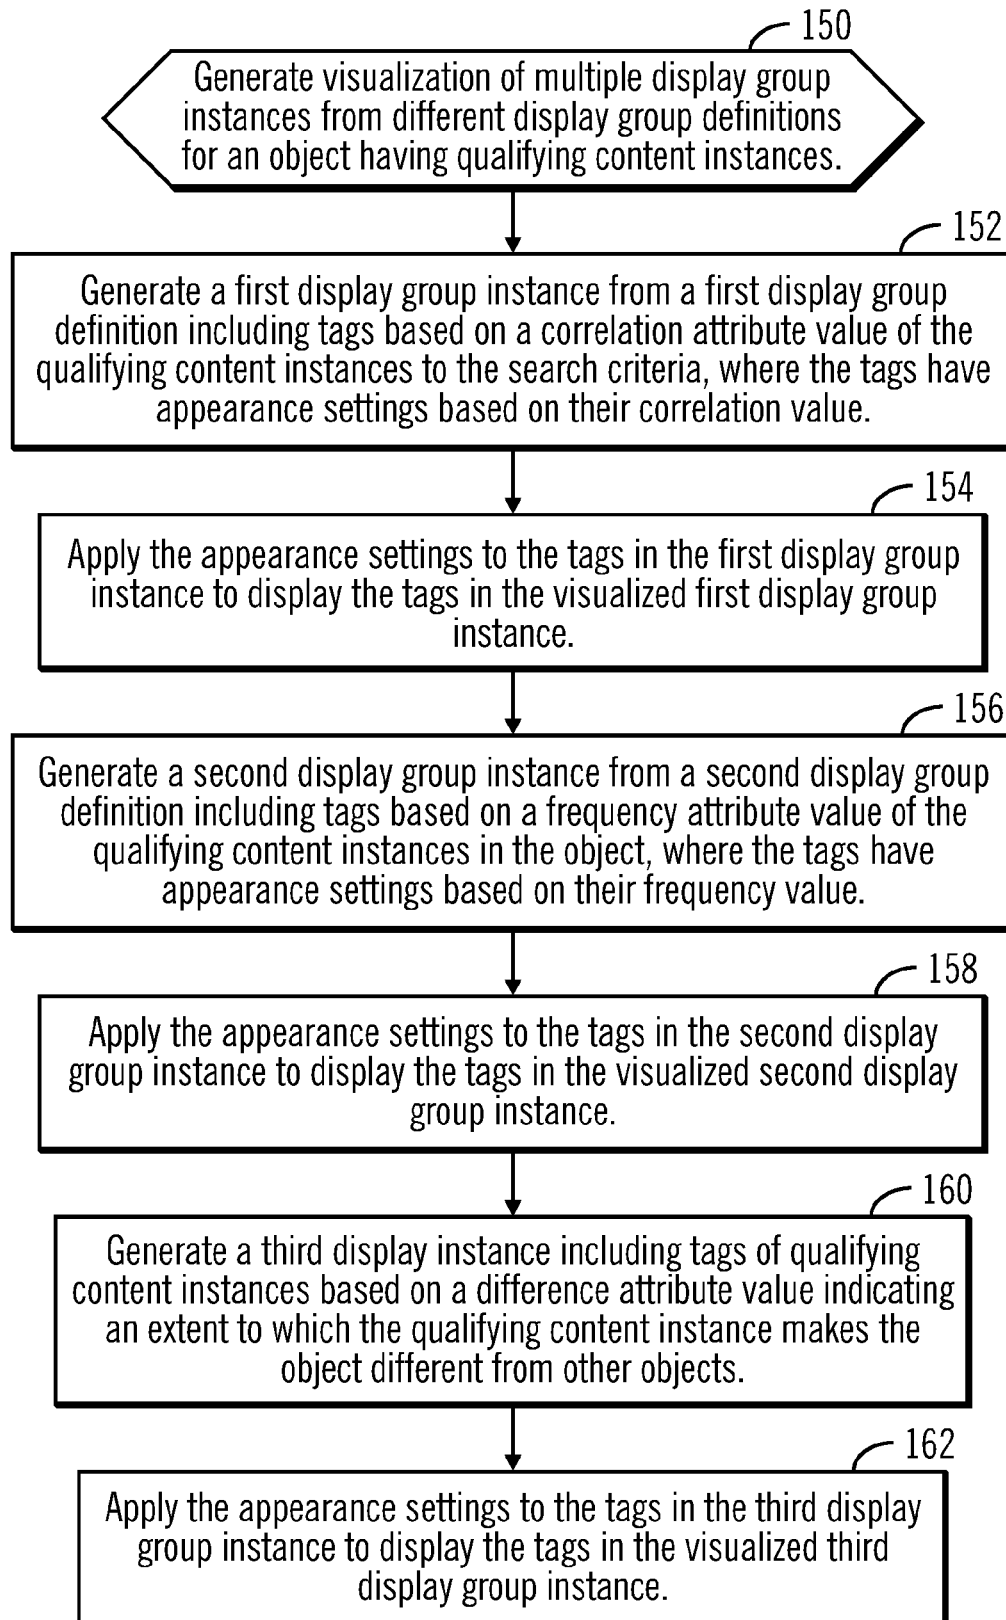 150
Generate visualization of multiple display group
instances from different display group definitions
for an object having qualifying content instances.
152
Generate a first display group instance from a first display group
definition including tags based on a correlation attribute value of the
qualifying content instances to the search criteria, where the tags have
appearance settings based on their correlation value.
154
Apply the appearance settings to the tags in the first display group
instance to display the tags in the visualized first display group
instance.
156
Generate a second display group instance from a second display group
definition including tags based on a frequency attribute value of the
qualifying content instances in the object, where the tags have
appearance settings based on their frequency value.
158
Apply the appearance settings to the tags in the second display
group instance to display the tags in the visualized second display
group instance.
160
Generate a third display instance including tags of qualifying
content instances based on a difference attribute value indicating
an extent to which the qualifying content instance makes the
object different from other objects.
162
Apply the appearance settings to the tags in the third display
group instance to display the tags in the visualized third
display group instance.